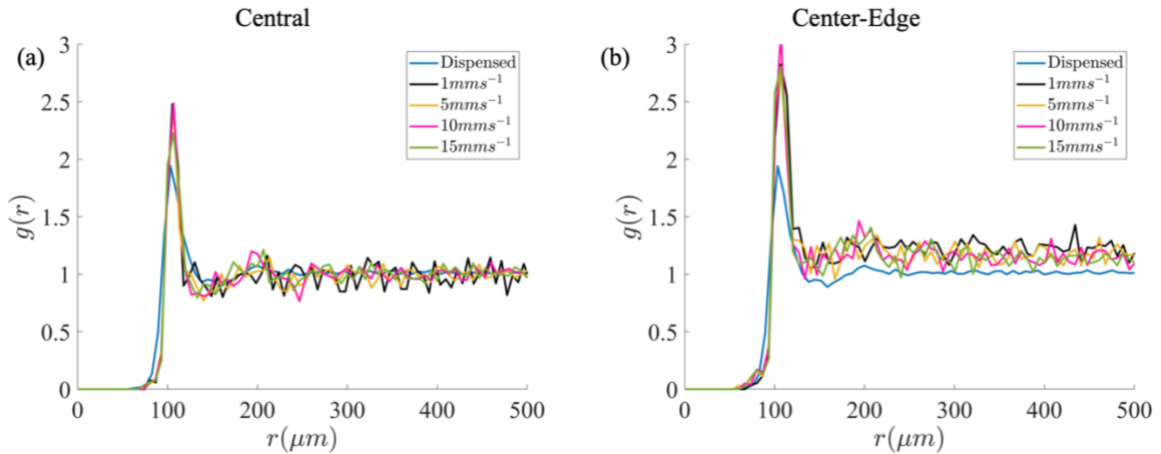 Central
(a)
3
2.5
2
1.5
1
0.5
0
0
100
200
300
400
500
g(r)
r(μm)
Dispensed
1mms⁻¹
5mms⁻¹
10mms⁻¹
15mms⁻¹
Center-Edge
(b)
3
2.5
2
1.5
1
0.5
0
0
100
200
300
400
500
g(r)
r(μm)
Dispensed
1mms⁻¹
5mms⁻¹
10mms⁻¹
15mms⁻¹